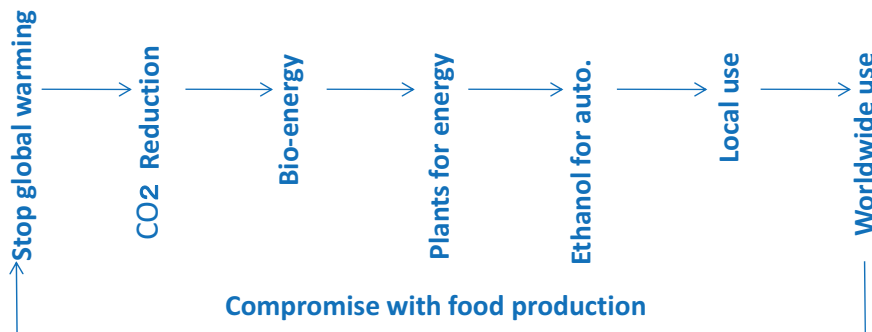 Stop global warming
CO2 Reduction
Bio-energy
Plants for energy
Ethanol for auto.
Local use
Worldwide use
Compromise with food production